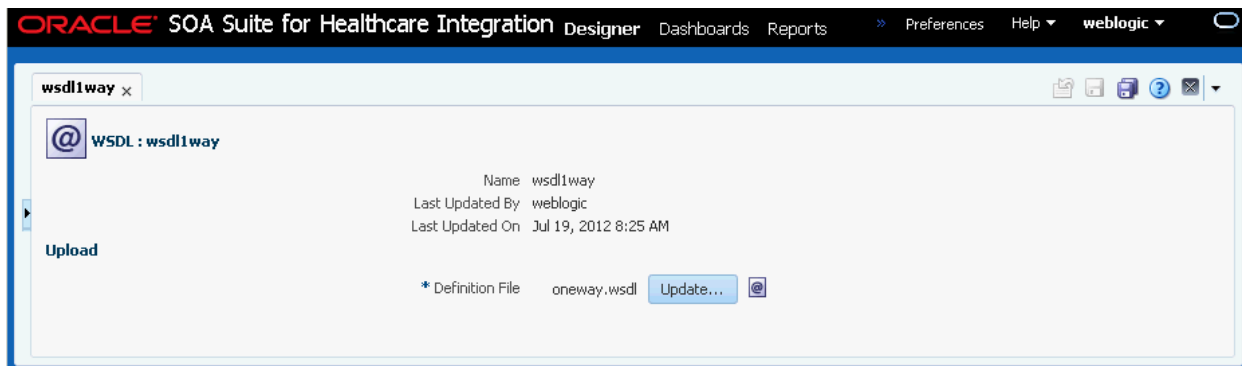 ORACLE SOA Suite for Healthcare Integration Designer Dashboards Reports » Preferences Help weblogic
wsdl1way
@ WSDL : wsdl1way
Name wsdl1way
Last Updated By weblogic
Last Updated On Jul 19, 2012 8:25 AM
Upload
* Definition File oneway.wsdl Update... @